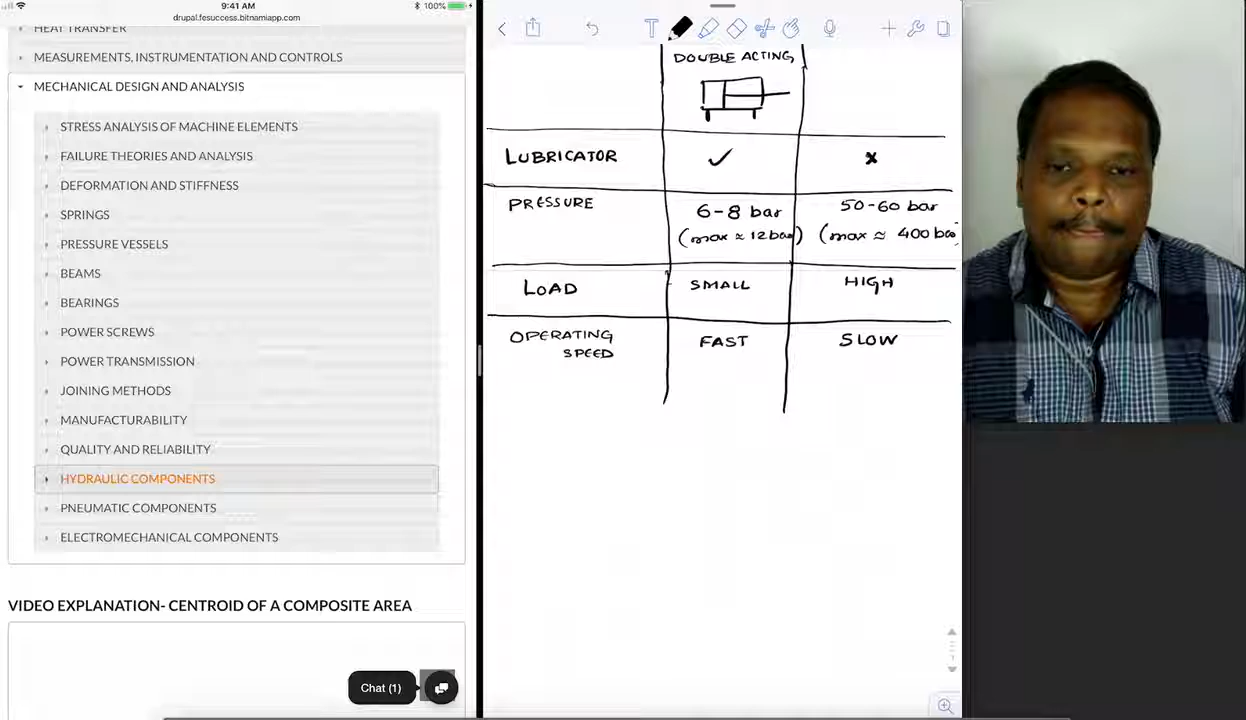 9:41 AM
100%
drupal.fesuccess.bitnamiapp.com
HEAT TRANSFER
MEASUREMENTS, INSTRUMENTATION AND CONTROLS
MECHANICAL DESIGN AND ANALYSIS
STRESS ANALYSIS OF MACHINE ELEMENTS
FAILURE THEORIES AND ANALYSIS
DEFORMATION AND STIFFNESS
SPRINGS
PRESSURE VESSELS
BEAMS
BEARINGS
POWER SCREWS
POWER TRANSMISSION
JOINING METHODS
MANUFACTURABILITY
QUALITY AND RELIABILITY
HYDRAULIC COMPONENTS
PNEUMATIC COMPONENTS
ELECTROMECHANICAL COMPONENTS
VIDEO EXPLANATION- CENTROID OF A COMPOSITE AREA
Chat (1)
T
DOUBLE ACTING
LUBRICATOR ✓ ×
PRESSURE 6-8 bar 50-60 bar
(max ≈ 12 bar) (max ≈ 400 bar
LOAD SMALL HIGH
OPERATING FAST SLOW
SPEED